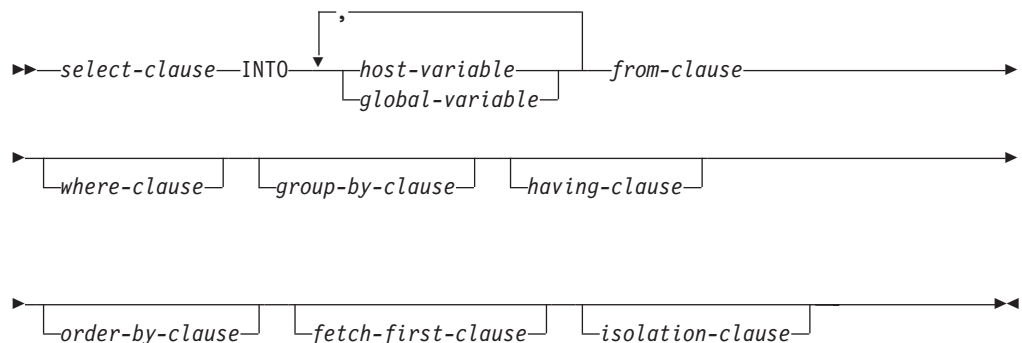 ,
select-clause INTO host-variable from-clause
global-variable
where-clause group-by-clause having-clause
order-by-clause fetch-first-clause isolation-clause